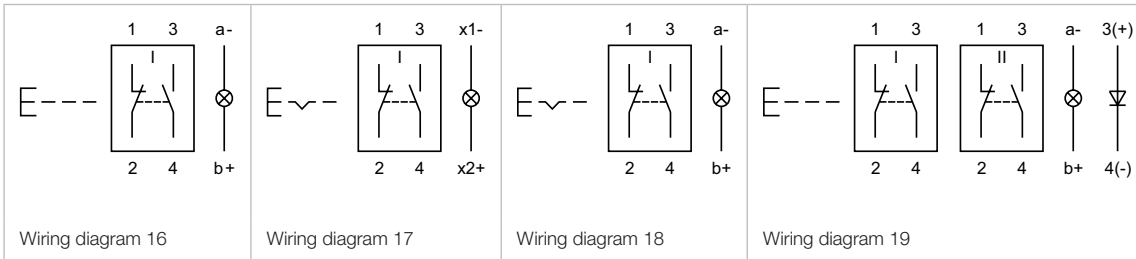 1 3 a-
I
2 4 b+
Wiring diagram 16
1 3 x1-
I
2 4 x2+
Wiring diagram 17
1 3 a-
I
2 4 b+
Wiring diagram 18
1 3 1 3 a- 3(+)
I II
2 4 2 4 b+ 4(-)
Wiring diagram 19